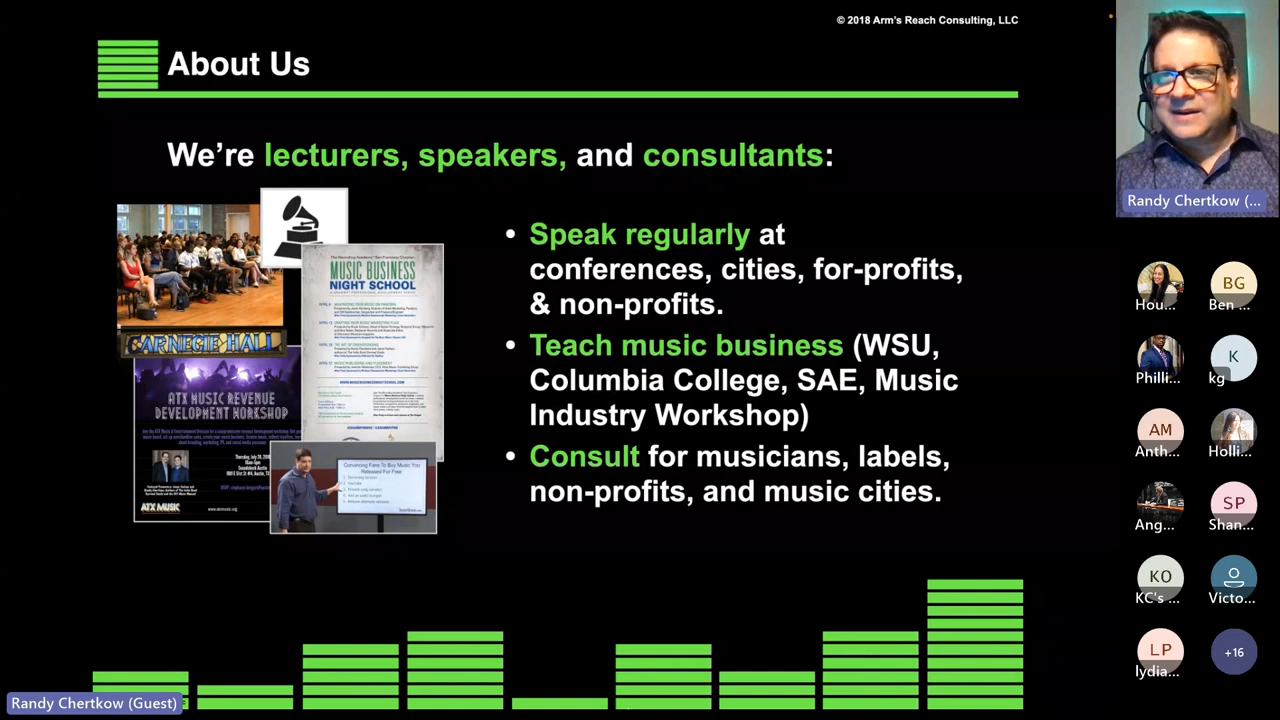 © 2018 Arm's Reach Consulting, LLC
About Us
We're lecturers, speakers, and consultants:
• Speak regularly at
conferences, cities, for-profits,
& non-profits.
• Teach music business (WSU,
Columbia College, SAE, Music
Industry Workshop)
• Consult for musicians, labels,
non-profits, and music cities.
CARNEGIE HALL
MUSIC BUSINESS
NIGHT SCHOOL
ATX MUSIC REVENUE
DEVELOPMENT WORKSHOP
ATX MUSIC
www.atxmusic.org
Convincing Fans To Buy Music You
Released For Free
Randy Chertkow (...
Hou...
BG
Ben...
Philli...
kg
AM
Anth...
Holli...
Ang...
SP
Shan...
KO
KC's ...
Victo...
LP
lydia...
+16
Randy Chertkow (Guest)